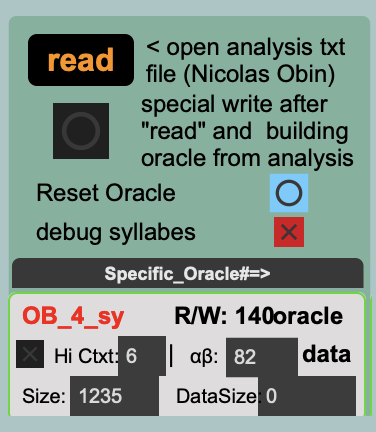 read
< open analysis txt
file (Nicolas Obin)
special write after
"read" and building
oracle from analysis
Reset Oracle
debug syllabes
Specific_Oracle#=>
OB_4_sy R/W: 140oracle
Hi Ctxt: 6 | αβ: 82 data
Size: 1235 DataSize: 0